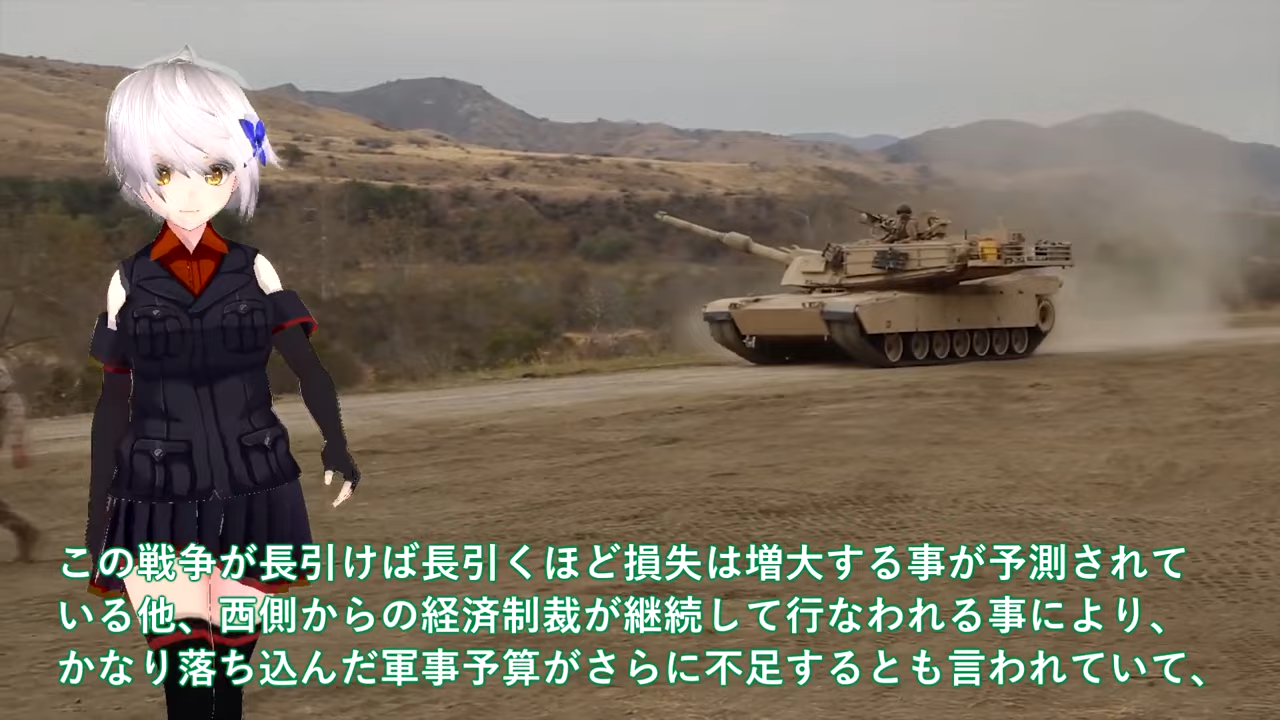 この戦争が長引けば長引くほど損失は増大する事が予測されて
いる他、西側からの経済制裁が継続して行なわれる事により、
かなり落ち込んだ軍事予算がさらに不足するとも言われていて、